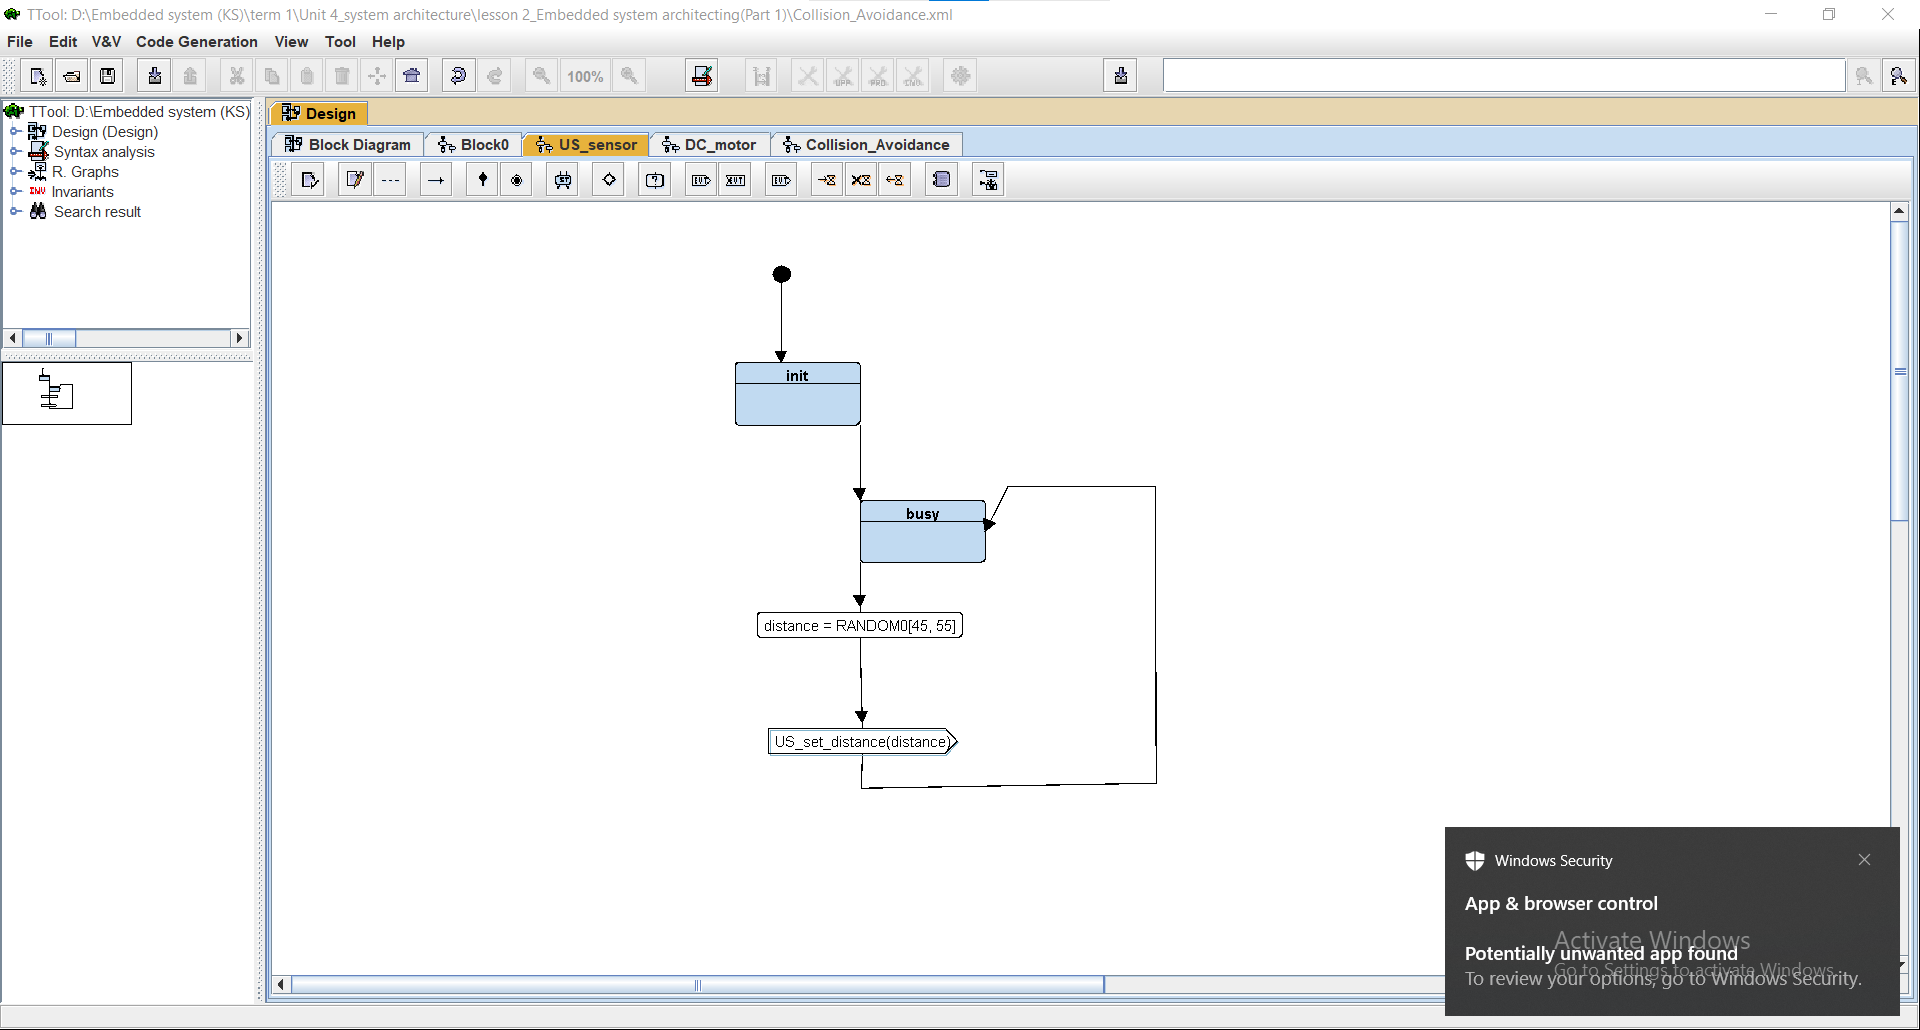 TTool: D:\Embedded system (KS)\term 1\Unit 4_system architecture\lesson 2_Embedded system architecting(Part 1)\Collision_Avoidance.xml
File Edit V&V Code Generation View Tool Help
100%
TTool: D:\Embedded system (KS)
Design (Design)
Syntax analysis
R. Graphs
INV Invariants
Search result
Design
Block Diagram Block0 US_sensor DC_motor Collision_Avoidance
init
busy
distance = RANDOM0[45, 55]
US_set_distance(distance)
Windows Security
App & browser control
Activate Windows
Potentially unwanted app found
Go to Settings to activate Windows.
To review your options, go to Windows Security.